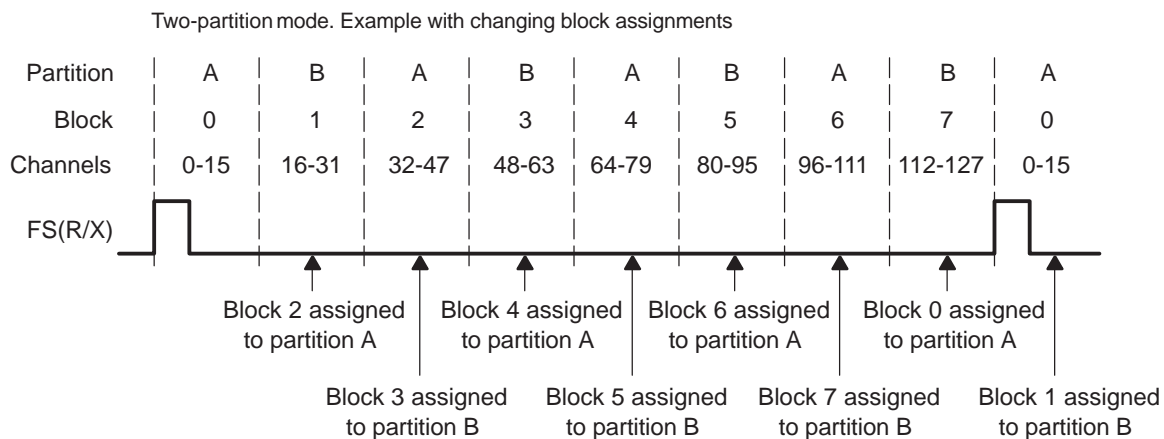 Two-partition mode. Example with changing block assignments
Partition A B A B A B A B A
Block 0 1 2 3 4 5 6 7 0
Channels 0-15 16-31 32-47 48-63 64-79 80-95 96-111 112-127 0-15
FS(R/X)
Block 2 assigned to partition A
Block 4 assigned to partition A
Block 6 assigned to partition A
Block 0 assigned to partition A
Block 3 assigned to partition B
Block 5 assigned to partition B
Block 7 assigned to partition B
Block 1 assigned to partition B